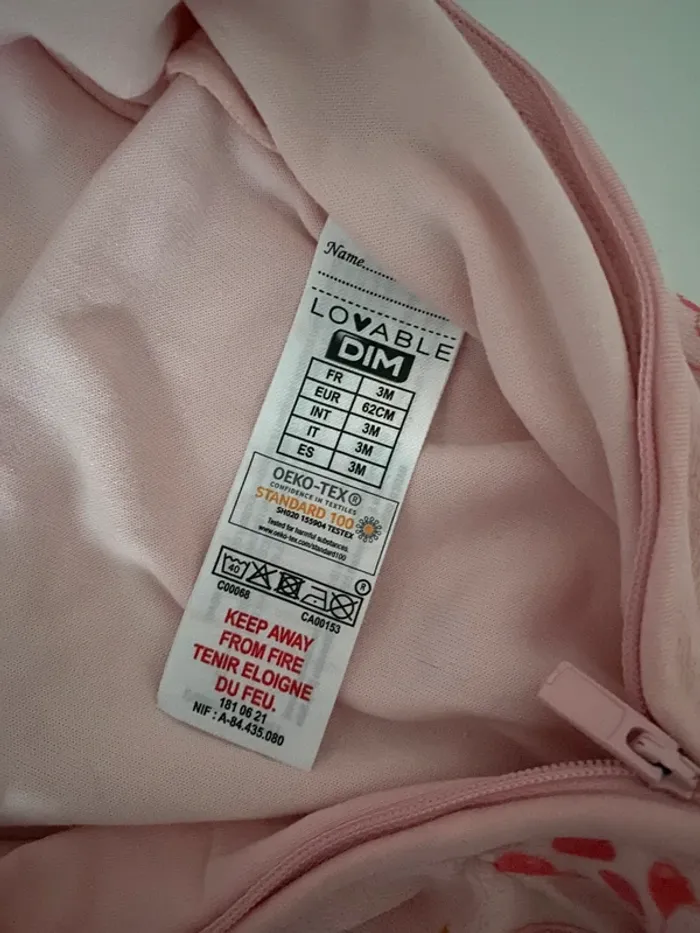 Name........
LOVABLE
DIM
FR 3M
EUR 62CM
INT 3M
IT 3M
ES 3M
OEKO-TEX®
CONFIDENCE IN TEXTILES
STANDARD 100
SH020 155904 TESTEX
Tested for harmful substances.
www.oeko-tex.com/standard100
40
®
C00068
CA00153
KEEP AWAY
FROM FIRE
TENIR ELOIGNE
DU FEU.
181 06 21
NIF : A-84.435.080